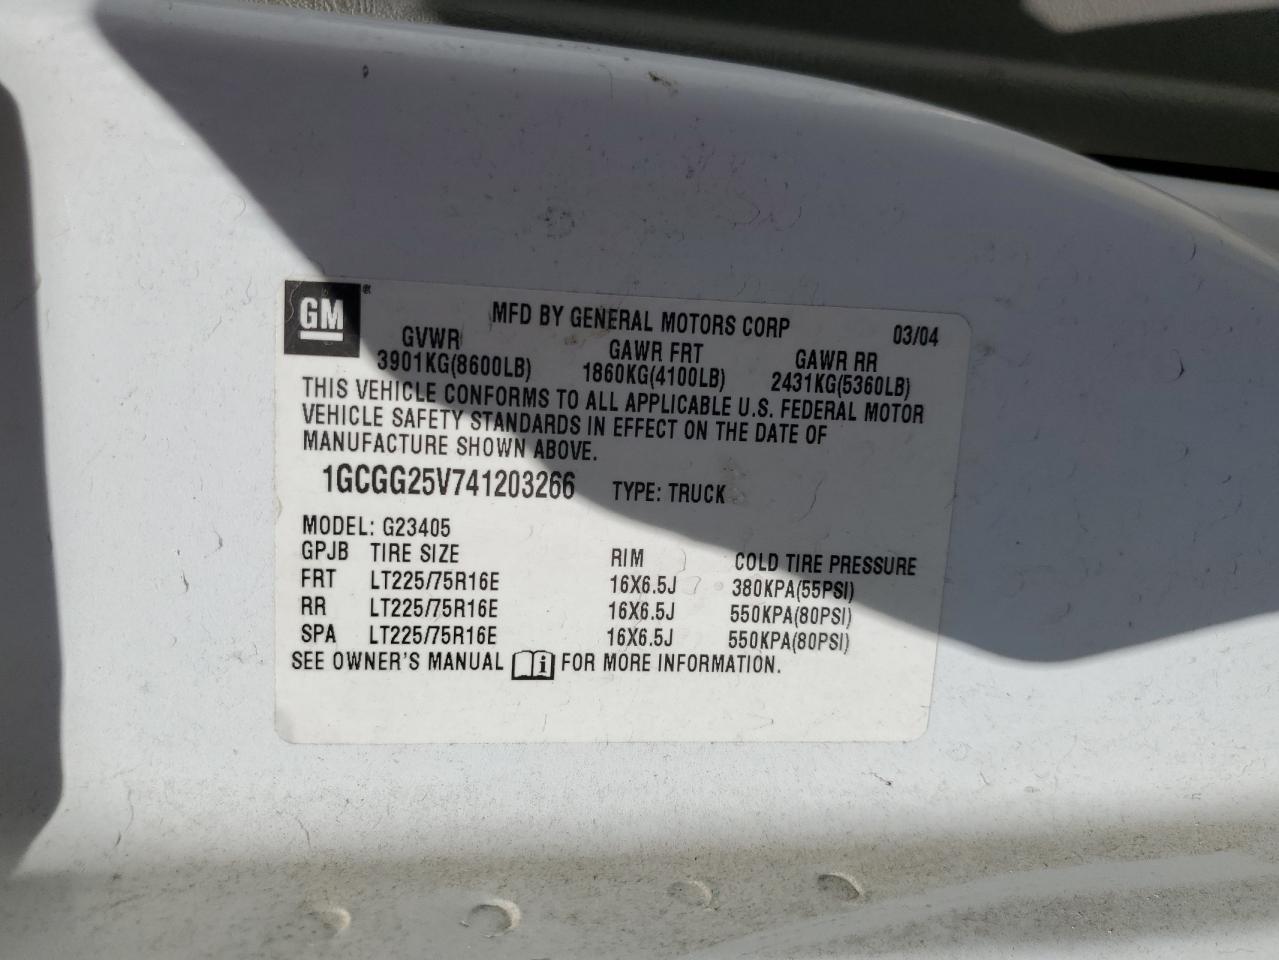 GM® MFD BY GENERAL MOTORS CORP 03/04
GVWR GAWR FRT GAWR RR
3901KG(8600LB) 1860KG(4100LB) 2431KG(5360LB)
THIS VEHICLE CONFORMS TO ALL APPLICABLE U.S. FEDERAL MOTOR
VEHICLE SAFETY STANDARDS IN EFFECT ON THE DATE OF
MANUFACTURE SHOWN ABOVE.
1GCGG25V741203266 TYPE: TRUCK
MODEL: G23405
GPJB TIRE SIZE RIM COLD TIRE PRESSURE
FRT LT225/75R16E 16X6.5J 380KPA(55PSI)
RR LT225/75R16E 16X6.5J 550KPA(80PSI)
SPA LT225/75R16E 16X6.5J 550KPA(80PSI)
SEE OWNER'S MANUAL i FOR MORE INFORMATION.